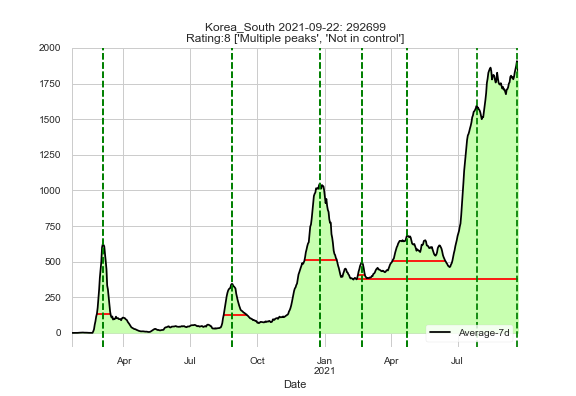 Korea_South 2021-09-22: 292699
Rating:8 ['Multiple peaks', 'Not in control']
2000
1750
1500
1250
1000
750
500
250
0
Average-7d
Apr Jul Oct Jan Apr Jul
2021
Date